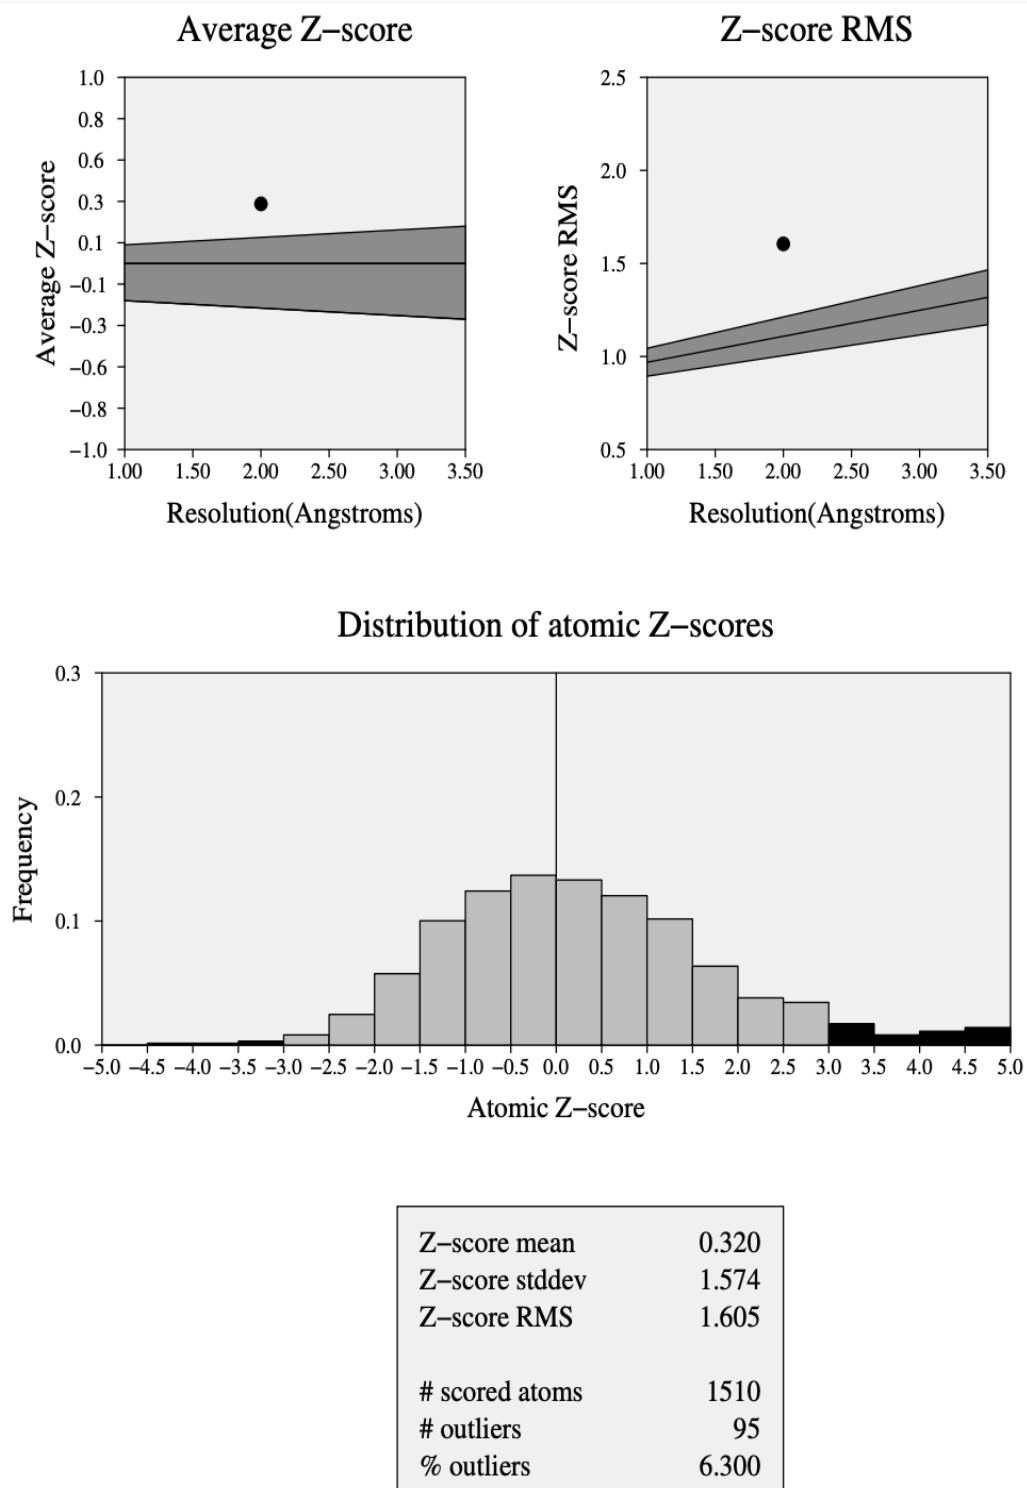 Average Z–score
Z–score RMS
Average Z–score
1.0
0.8
0.6
0.3
0.1
–0.1
–0.3
–0.6
–0.8
–1.0
1.00 1.50 2.00 2.50 3.00 3.50
Resolution(Angstroms)
Z–score RMS
2.5
2.0
1.5
1.0
0.5
1.00 1.50 2.00 2.50 3.00 3.50
Resolution(Angstroms)
Distribution of atomic Z–scores
Frequency
0.3
0.2
0.1
0.0
–5.0 –4.5 –4.0 –3.5 –3.0 –2.5 –2.0 –1.5 –1.0 –0.5 0.0 0.5 1.0 1.5 2.0 2.5 3.0 3.5 4.0 4.5 5.0
Atomic Z–score
Z–score mean 0.320
Z–score stddev 1.574
Z–score RMS 1.605
# scored atoms 1510
# outliers 95
% outliers 6.300